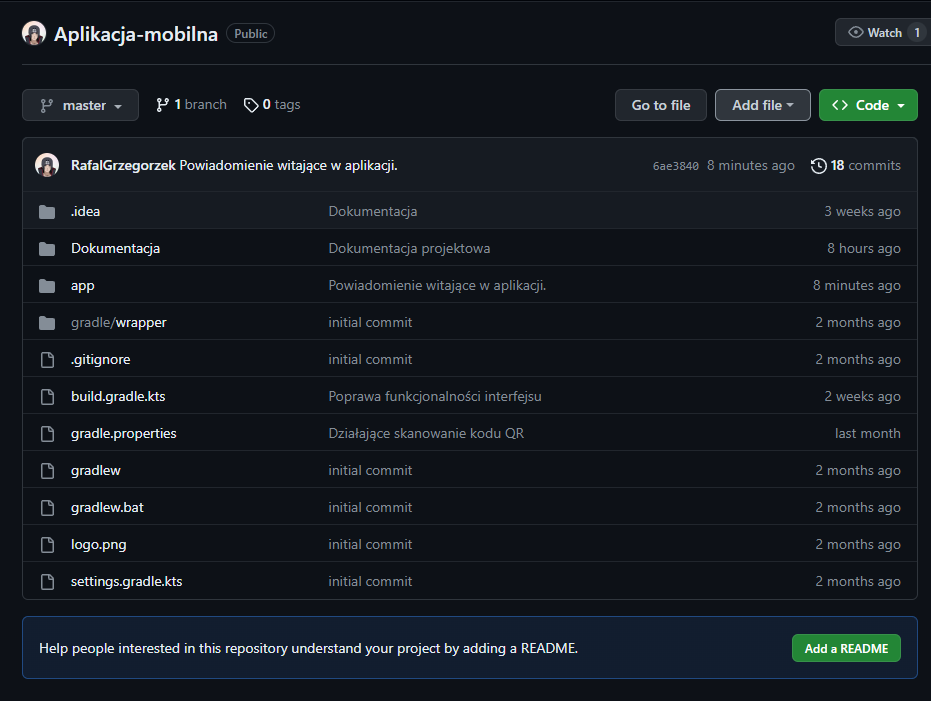 Aplikacja-mobilna Public Watch 1
master 1 branch 0 tags Go to file Add file Code
RafalGrzegorzek Powiadomienie witające w aplikacji. 6ae3840 8 minutes ago 18 commits
.idea Dokumentacja 3 weeks ago
Dokumentacja Dokumentacja projektowa 8 hours ago
app Powiadomienie witające w aplikacji. 8 minutes ago
gradle/wrapper initial commit 2 months ago
.gitignore initial commit 2 months ago
build.gradle.kts Poprawa funkcjonalności interfejsu 2 weeks ago
gradle.properties Działające skanowanie kodu QR last month
gradlew initial commit 2 months ago
gradlew.bat initial commit 2 months ago
logo.png initial commit 2 months ago
settings.gradle.kts initial commit 2 months ago
Help people interested in this repository understand your project by adding a README. Add a README